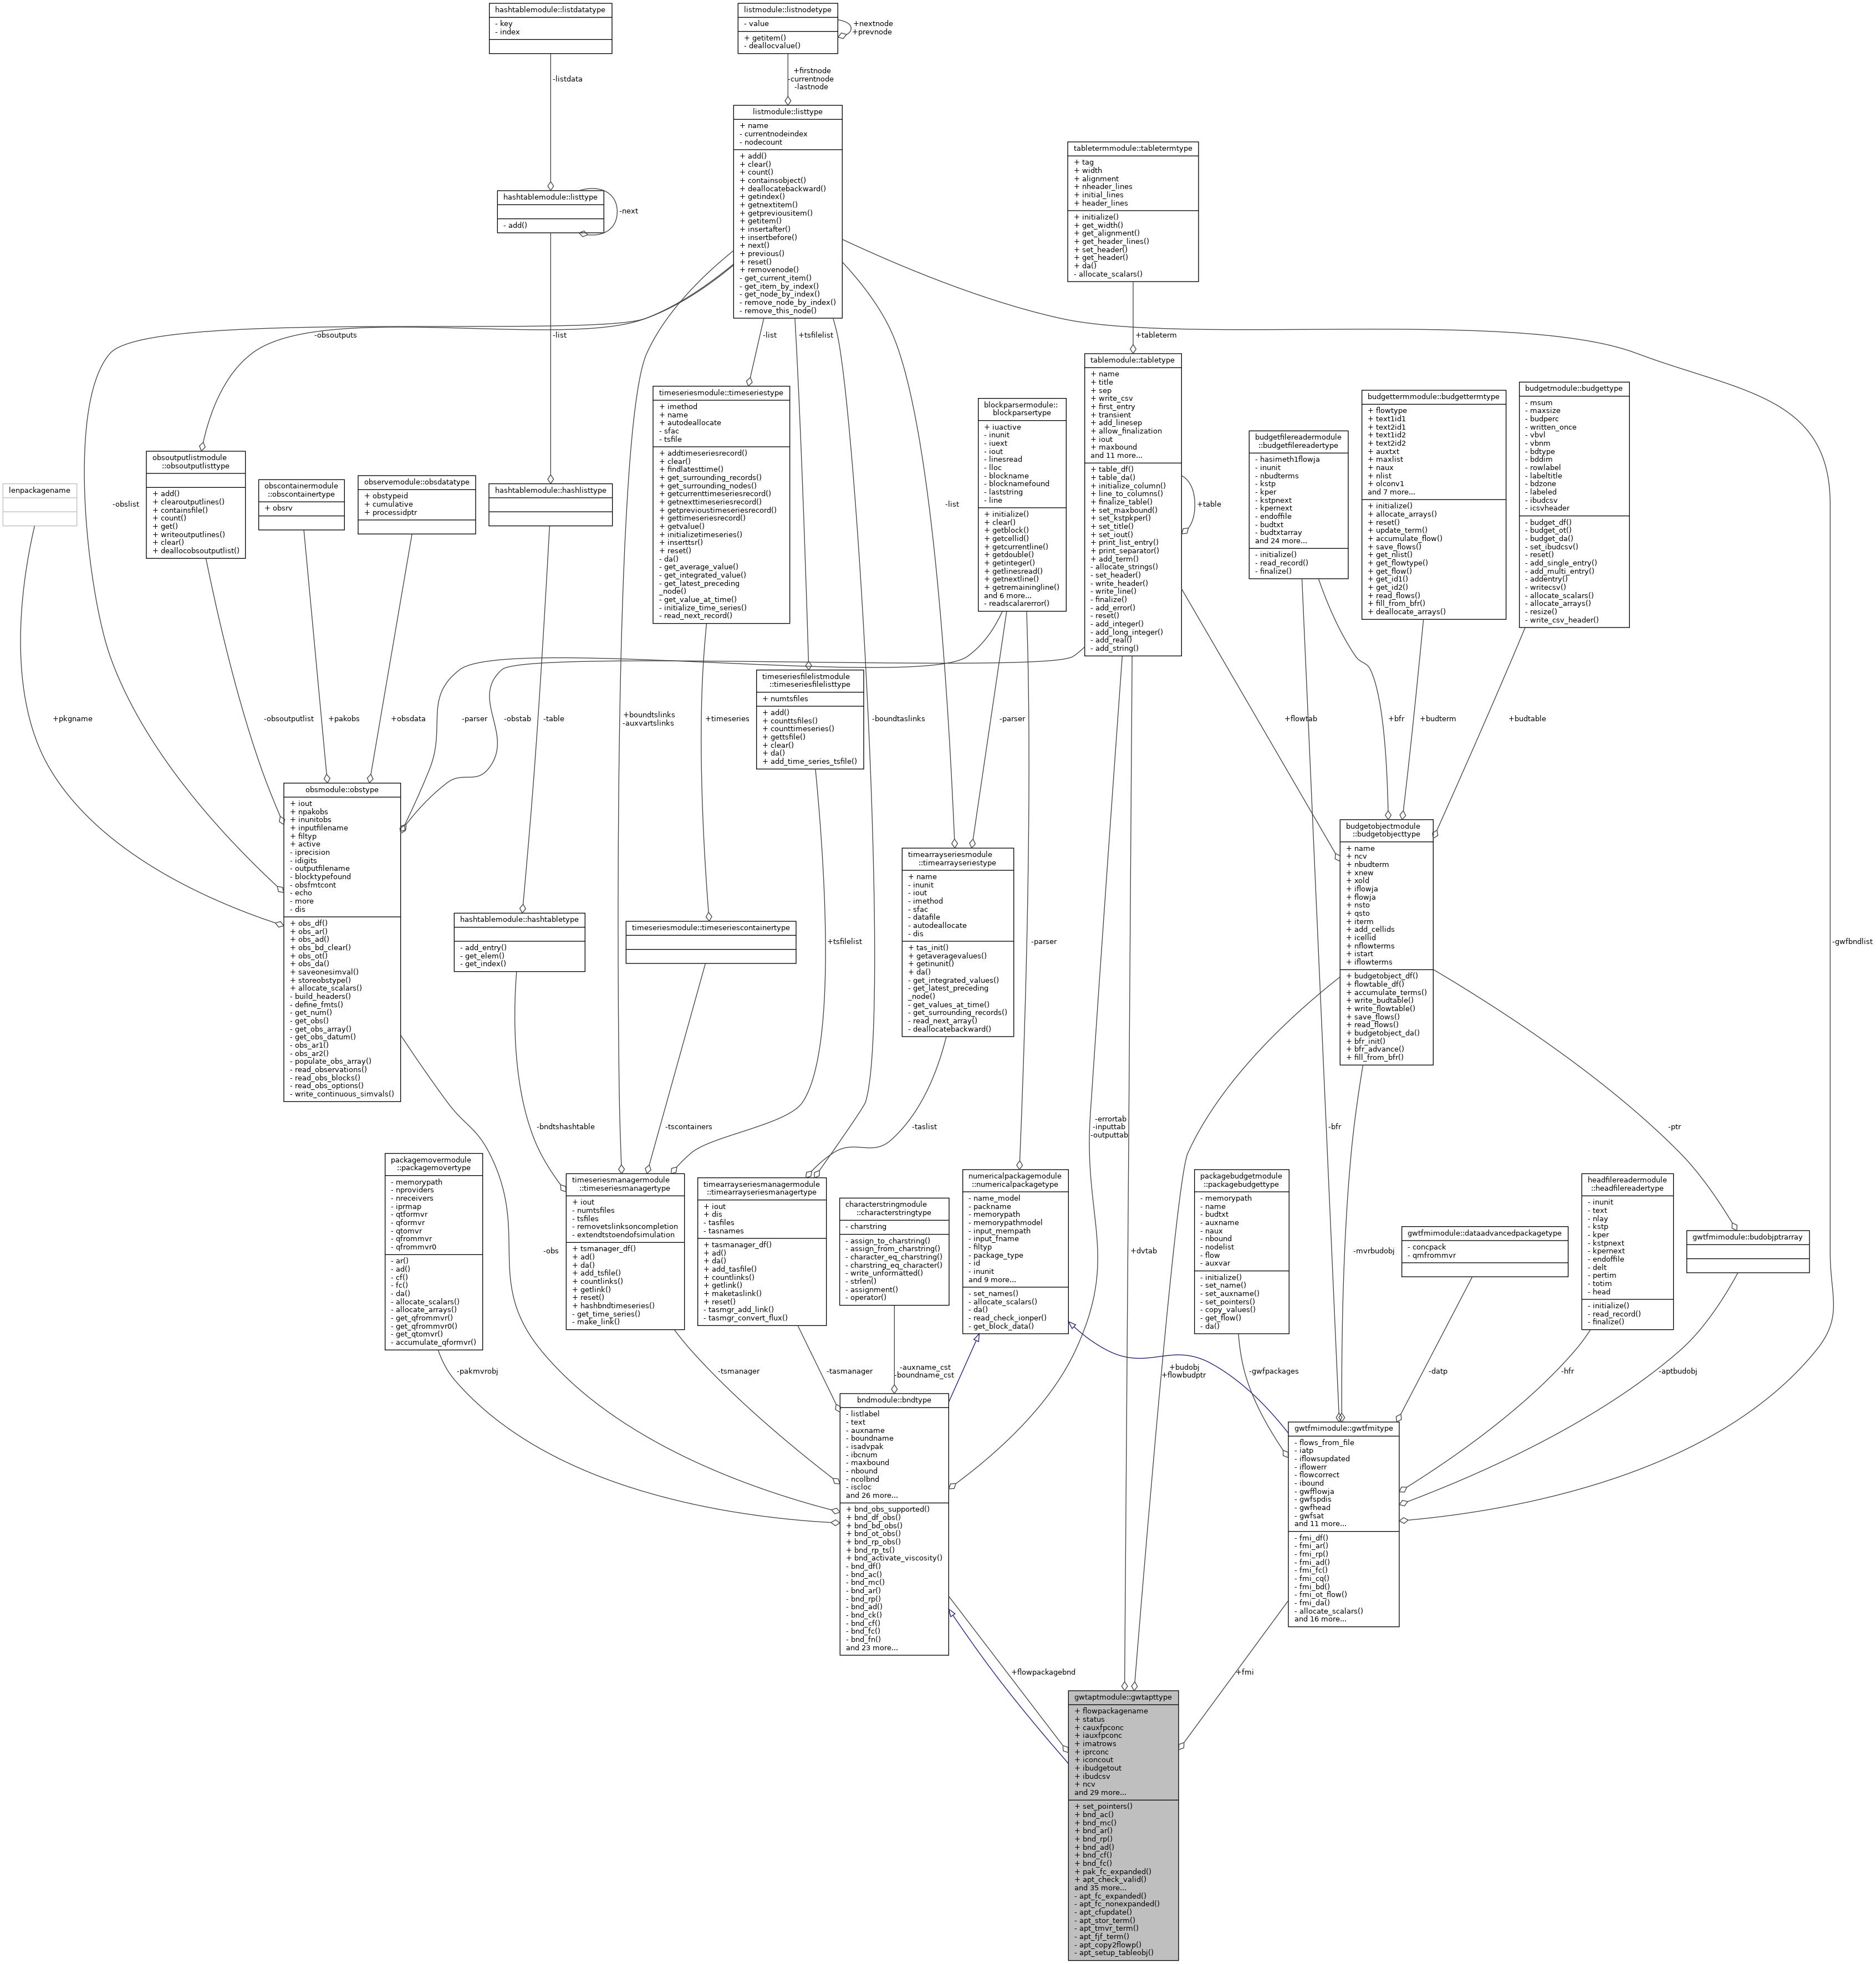 hashtablemodule::listdatatype
- key
- index
listmodule::listnodetype
- value
+ getitem()
- deallocvalue()
+nextnode
+prevnode
-listdata
+firstnode
-currentnode
-lastnode
listmodule::listtype
+ name
- currentnodeindex
- nodecount
+ add()
+ clear()
+ count()
+ containsobject()
+ deallocatebackward()
+ getindex()
+ getnextitem()
+ getpreviousitem()
+ getitem()
+ insertafter()
+ insertbefore()
+ next()
+ previous()
+ reset()
+ removenode()
- get_current_item()
- get_item_by_index()
- get_node_by_index()
- remove_node_by_index()
- remove_this_node()
tabletermmodule::tabletermtype
+ tag
+ width
+ alignment
+ nheader_lines
+ initial_lines
+ header_lines
+ initialize()
+ get_width()
+ get_alignment()
+ get_header_lines()
+ set_header()
+ get_header()
+ da()
- allocate_scalars()
hashtablemodule::listtype
- add()
-next
-obsoutputs
-list
-list
+tsfilelist
+tableterm
timeseriesmodule::timeseriestype
+ imethod
+ name
+ autodeallocate
- sfac
- tsfile
+ addtimeseriesrecord()
+ clear()
+ findlatesttime()
+ get_surrounding_records()
+ get_surrounding_nodes()
+ getcurrenttimeseriesrecord()
+ getnexttimeseriesrecord()
+ getprevioustimeseriesrecord()
+ gettimeseriesrecord()
+ getvalue()
+ initializetimeseries()
+ inserttsr()
+ reset()
- da()
- get_average_value()
- get_integrated_value()
- get_latest_preceding
_node()
- get_value_at_time()
- initialize_time_series()
- read_next_record()
blockparsermodule::
blockparsertype
+ iuactive
- inunit
- iuext
- iout
- linesread
- lloc
- blockname
- blocknamefound
- laststring
- line
+ initialize()
+ clear()
+ getblock()
+ getcellid()
+ getcurrentline()
+ getdouble()
+ getinteger()
+ getlinesread()
+ getnextline()
+ getremainingline()
and 6 more...
- readscalarerror()
tablemodule::tabletype
+ name
+ title
+ sep
+ write_csv
+ first_entry
+ transient
+ add_linesep
+ allow_finalization
+ iout
+ maxbound
and 11 more...
+ table_df()
+ table_da()
+ initialize_column()
+ line_to_columns()
+ finalize_table()
+ set_maxbound()
+ set_kstpkper()
+ set_title()
+ set_iout()
+ print_list_entry()
+ print_separator()
+ add_term()
- allocate_strings()
- set_header()
- write_header()
- write_line()
- finalize()
- add_error()
- reset()
- add_integer()
- add_long_integer()
- add_real()
- add_string()
+table
budgetfilereadermodule
::budgetfilereadertype
- hasimeth1flowja
- inunit
- nbudterms
- kstp
- kper
- kstpnext
- kpernext
- endoffile
- budtxt
- budtxtarray
and 24 more...
- initialize()
- read_record()
- finalize()
budgettermmodule::budgettermtype
+ flowtype
+ text1id1
+ text2id1
+ text1id2
+ text2id2
+ auxtxt
+ maxlist
+ naux
+ nlist
+ olconv1
and 7 more...
+ initialize()
+ allocate_arrays()
+ reset()
+ update_term()
+ accumulate_flow()
+ save_flows()
+ get_nlist()
+ get_flowtype()
+ get_flow()
+ get_id1()
+ get_id2()
+ read_flows()
+ fill_from_bfr()
+ deallocate_arrays()
budgetmodule::budgettype
- msum
- maxsize
- budperc
- written_once
- vbvl
- vbnm
- bdtype
- bddim
- rowlabel
- labeltitle
- bdzone
- labeled
- ibudcsv
- icsvheader
- budget_df()
- budget_ot()
- budget_da()
- set_ibudcsv()
- reset()
- add_single_entry()
- add_multi_entry()
- addentry()
- writecsv()
- allocate_scalars()
- allocate_arrays()
- resize()
- write_csv_header()
lenpackagename
-obslist
obsoutputlistmodule
::obsoutputlisttype
+ add()
+ clearoutputlines()
+ containsfile()
+ count()
+ get()
+ writeoutputlines()
+ clear()
+ deallocobsoutputlist()
obscontainermodule
::obscontainertype
+ obsrv
observemodule::obsdatatype
+ obstypeid
+ cumulative
+ processidptr
hashtablemodule::hashlisttype
-list
timeseriesfilelistmodule
::timeseriesfilelisttype
+ numtsfiles
+ add()
+ counttsfiles()
+ counttimeseries()
+ gettsfile()
+ clear()
+ da()
+ add_time_series_tsfile()
+pkgname
-obsoutputlist
+pakobs
+obsdata
-parser
-obstab
-table
+boundtslinks
-auxvartslinks
+timeseries
-boundtaslinks
-parser
+flowtab
+bfr
+budterm
+budtable
obsmodule::obstype
+ iout
+ npakobs
+ inunitobs
+ inputfilename
+ filtyp
+ active
- iprecision
- idigits
- outputfilename
- blocktypefound
- obsfmtcont
- echo
- more
- dis
+ obs_df()
+ obs_ar()
+ obs_ad()
+ obs_bd_clear()
+ obs_ot()
+ obs_da()
+ saveonesimval()
+ storeobstype()
+ allocate_scalars()
- build_headers()
- define_fmts()
- get_num()
- get_obs()
- get_obs_array()
- get_obs_datum()
- obs_ar1()
- obs_ar2()
- populate_obs_array()
- read_observations()
- read_obs_blocks()
- read_obs_options()
- write_continuous_simvals()
hashtablemodule::hashtabletype
- add_entry()
- get_elem()
- get_index()
timeseriesmodule::timeseriescontainertype
+tsfilelist
timearrayseriesmodule
::timearrayseriestype
+ name
- inunit
- iout
- imethod
- sfac
- datafile
- autodeallocate
- dis
+ tas_init()
+ getaveragevalues()
+ getinunit()
+ da()
- get_integrated_values()
- get_latest_preceding
_node()
- get_values_at_time()
- get_surrounding_records()
- read_next_array()
- deallocatebackward()
-parser
budgetobjectmodule
::budgetobjecttype
+ name
+ ncv
+ nbudterm
+ xnew
+ xold
+ iflowja
+ flowja
+ nsto
+ qsto
+ iterm
+ add_cellids
+ icellid
+ nflowterms
+ istart
+ iflowterms
+ budgetobject_df()
+ flowtable_df()
+ accumulate_terms()
+ write_budtable()
+ write_flowtable()
+ save_flows()
+ read_flows()
+ budgetobject_da()
+ bfr_init()
+ bfr_advance()
+ fill_from_bfr()
-gwfbndlist
-bndtshashtable
-tscontainers
-taslist
-errortab
-inputtab
-outputtab
-bfr
-ptr
packagemovermodule
::packagemovertype
- memorypath
- nproviders
- nreceivers
- iprmap
- qtformvr
- qformvr
- qtomvr
- qfrommvr
- qfrommvr0
- ar()
- ad()
- cf()
- fc()
- da()
- allocate_scalars()
- allocate_arrays()
- get_qfrommvr()
- get_qfrommvr0()
- get_qtomvr()
- accumulate_qformvr()
-obs
timeseriesmanagermodule
::timeseriesmanagertype
+ iout
- numtsfiles
- tsfiles
- removetslinksoncompletion
- extendtstoendofsimulation
+ tsmanager_df()
+ ad()
+ da()
+ add_tsfile()
+ countlinks()
+ getlink()
+ reset()
+ hashbndtimeseries()
- get_time_series()
- make_link()
timearrayseriesmanagermodule
::timearrayseriesmanagertype
+ iout
+ dis
- tasfiles
- tasnames
+ tasmanager_df()
+ ad()
+ da()
+ add_tasfile()
+ countlinks()
+ getlink()
+ maketaslink()
+ reset()
- tasmgr_add_link()
- tasmgr_convert_flux()
characterstringmodule
::characterstringtype
- charstring
- assign_to_charstring()
- assign_from_charstring()
- character_eq_charstring()
- charstring_eq_character()
- write_unformatted()
- strlen()
- assignment()
- operator()
numericalpackagemodule
::numericalpackagetype
- name_model
- packname
- memorypath
- memorypathmodel
- input_mempath
- input_fname
- filtyp
- package_type
- id
- inunit
and 9 more...
- set_names()
- allocate_scalars()
- da()
- read_check_ionper()
- get_block_data()
+dvtab
packagebudgetmodule
::packagebudgettype
- memorypath
- name
- budtxt
- auxname
- naux
- nbound
- nodelist
- flow
- auxvar
- initialize()
- set_name()
- set_auxname()
- set_pointers()
- copy_values()
- get_flow()
- da()
-mvrbudobj
gwtfmimodule::dataadvancedpackagetype
- concpack
- qmfrommvr
headfilereadermodule
::headfilereadertype
- inunit
- text
- nlay
- kstp
- kper
- kstpnext
- kpernext
- endoffile
- delt
- pertim
- totim
- head
- initialize()
- read_record()
- finalize()
gwtfmimodule::budobjptrarray
-pakmvrobj
-tsmanager
-tasmanager
-auxname_cst
-boundname_cst
+budobj
+flowbudptr
-gwfpackages
-datp
-hfr
-aptbudobj
bndmodule::bndtype
- listlabel
- text
- auxname
- boundname
- isadvpak
- ibcnum
- maxbound
- nbound
- ncolbnd
- iscloc
and 26 more...
+ bnd_obs_supported()
+ bnd_df_obs()
+ bnd_bd_obs()
+ bnd_ot_obs()
+ bnd_rp_obs()
+ bnd_rp_ts()
+ bnd_activate_viscosity()
- bnd_df()
- bnd_ac()
- bnd_mc()
- bnd_ar()
- bnd_rp()
- bnd_ad()
- bnd_ck()
- bnd_cf()
- bnd_fc()
- bnd_fn()
and 23 more...
gwtfmimodule::gwtfmitype
- flows_from_file
- iatp
- iflowsupdated
- iflowerr
- flowcorrect
- ibound
- gwfflowja
- gwfspdis
- gwfhead
- gwfsat
and 11 more...
- fmi_df()
- fmi_ar()
- fmi_rp()
- fmi_ad()
- fmi_fc()
- fmi_cq()
- fmi_bd()
- fmi_ot_flow()
- fmi_da()
- allocate_scalars()
and 16 more...
+flowpackagebnd
+fmi
gwtaptmodule::gwtapttype
+ flowpackagename
+ status
+ cauxfpconc
+ iauxfpconc
+ imatrows
+ iprconc
+ iconcout
+ ibudgetout
+ ibudcsv
+ ncv
and 29 more...
+ set_pointers()
+ bnd_ac()
+ bnd_mc()
+ bnd_ar()
+ bnd_rp()
+ bnd_ad()
+ bnd_cf()
+ bnd_fc()
+ pak_fc_expanded()
+ apt_check_valid()
and 35 more...
- apt_fc_expanded()
- apt_fc_nonexpanded()
- apt_cfupdate()
- apt_stor_term()
- apt_tmvr_term()
- apt_fjf_term()
- apt_copy2flowp()
- apt_setup_tableobj()